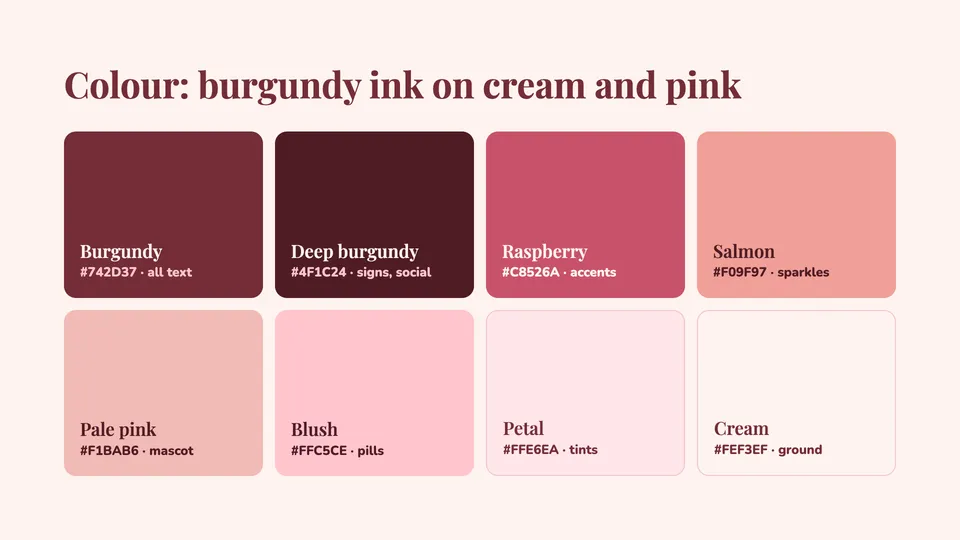 Colour: burgundy ink on cream and pink
Burgundy
#742D37 · all text
Deep burgundy
#4F1C24 · signs, social
Raspberry
#C8526A · accents
Salmon
#F09F97 · sparkles
Pale pink
#F1BAB6 · mascot
Blush
#FFC5CE · pills
Petal
#FFE6EA · tints
Cream
#FEF3EF · ground